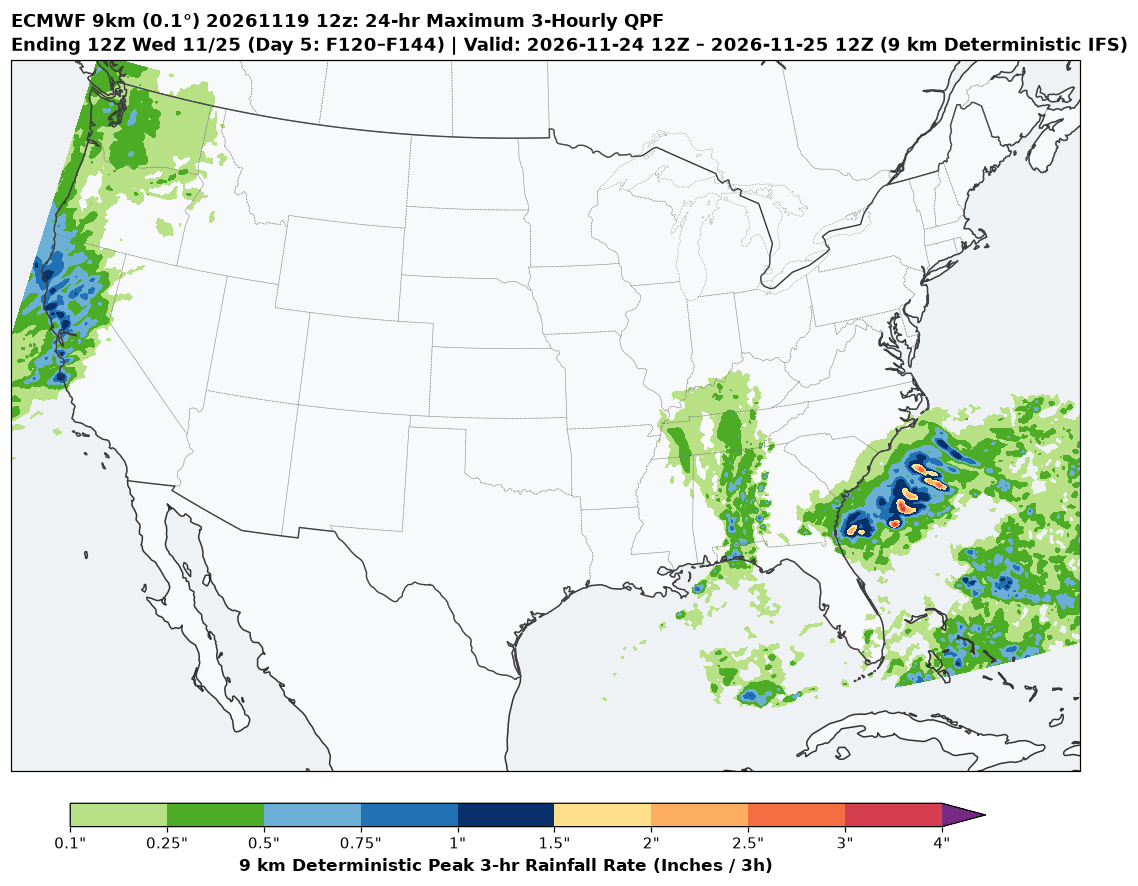 ECMWF 9km (0.1°) 20261119 12z: 24-hr Maximum 3-Hourly QPF
Ending 12Z Wed 11/25 (Day 5: F120–F144) | Valid: 2026-11-24 12Z – 2026-11-25 12Z (9 km Deterministic IFS)
0.1" 0.25" 0.5" 0.75" 1" 1.5" 2" 2.5" 3" 4"
9 km Deterministic Peak 3-hr Rainfall Rate (Inches / 3h)